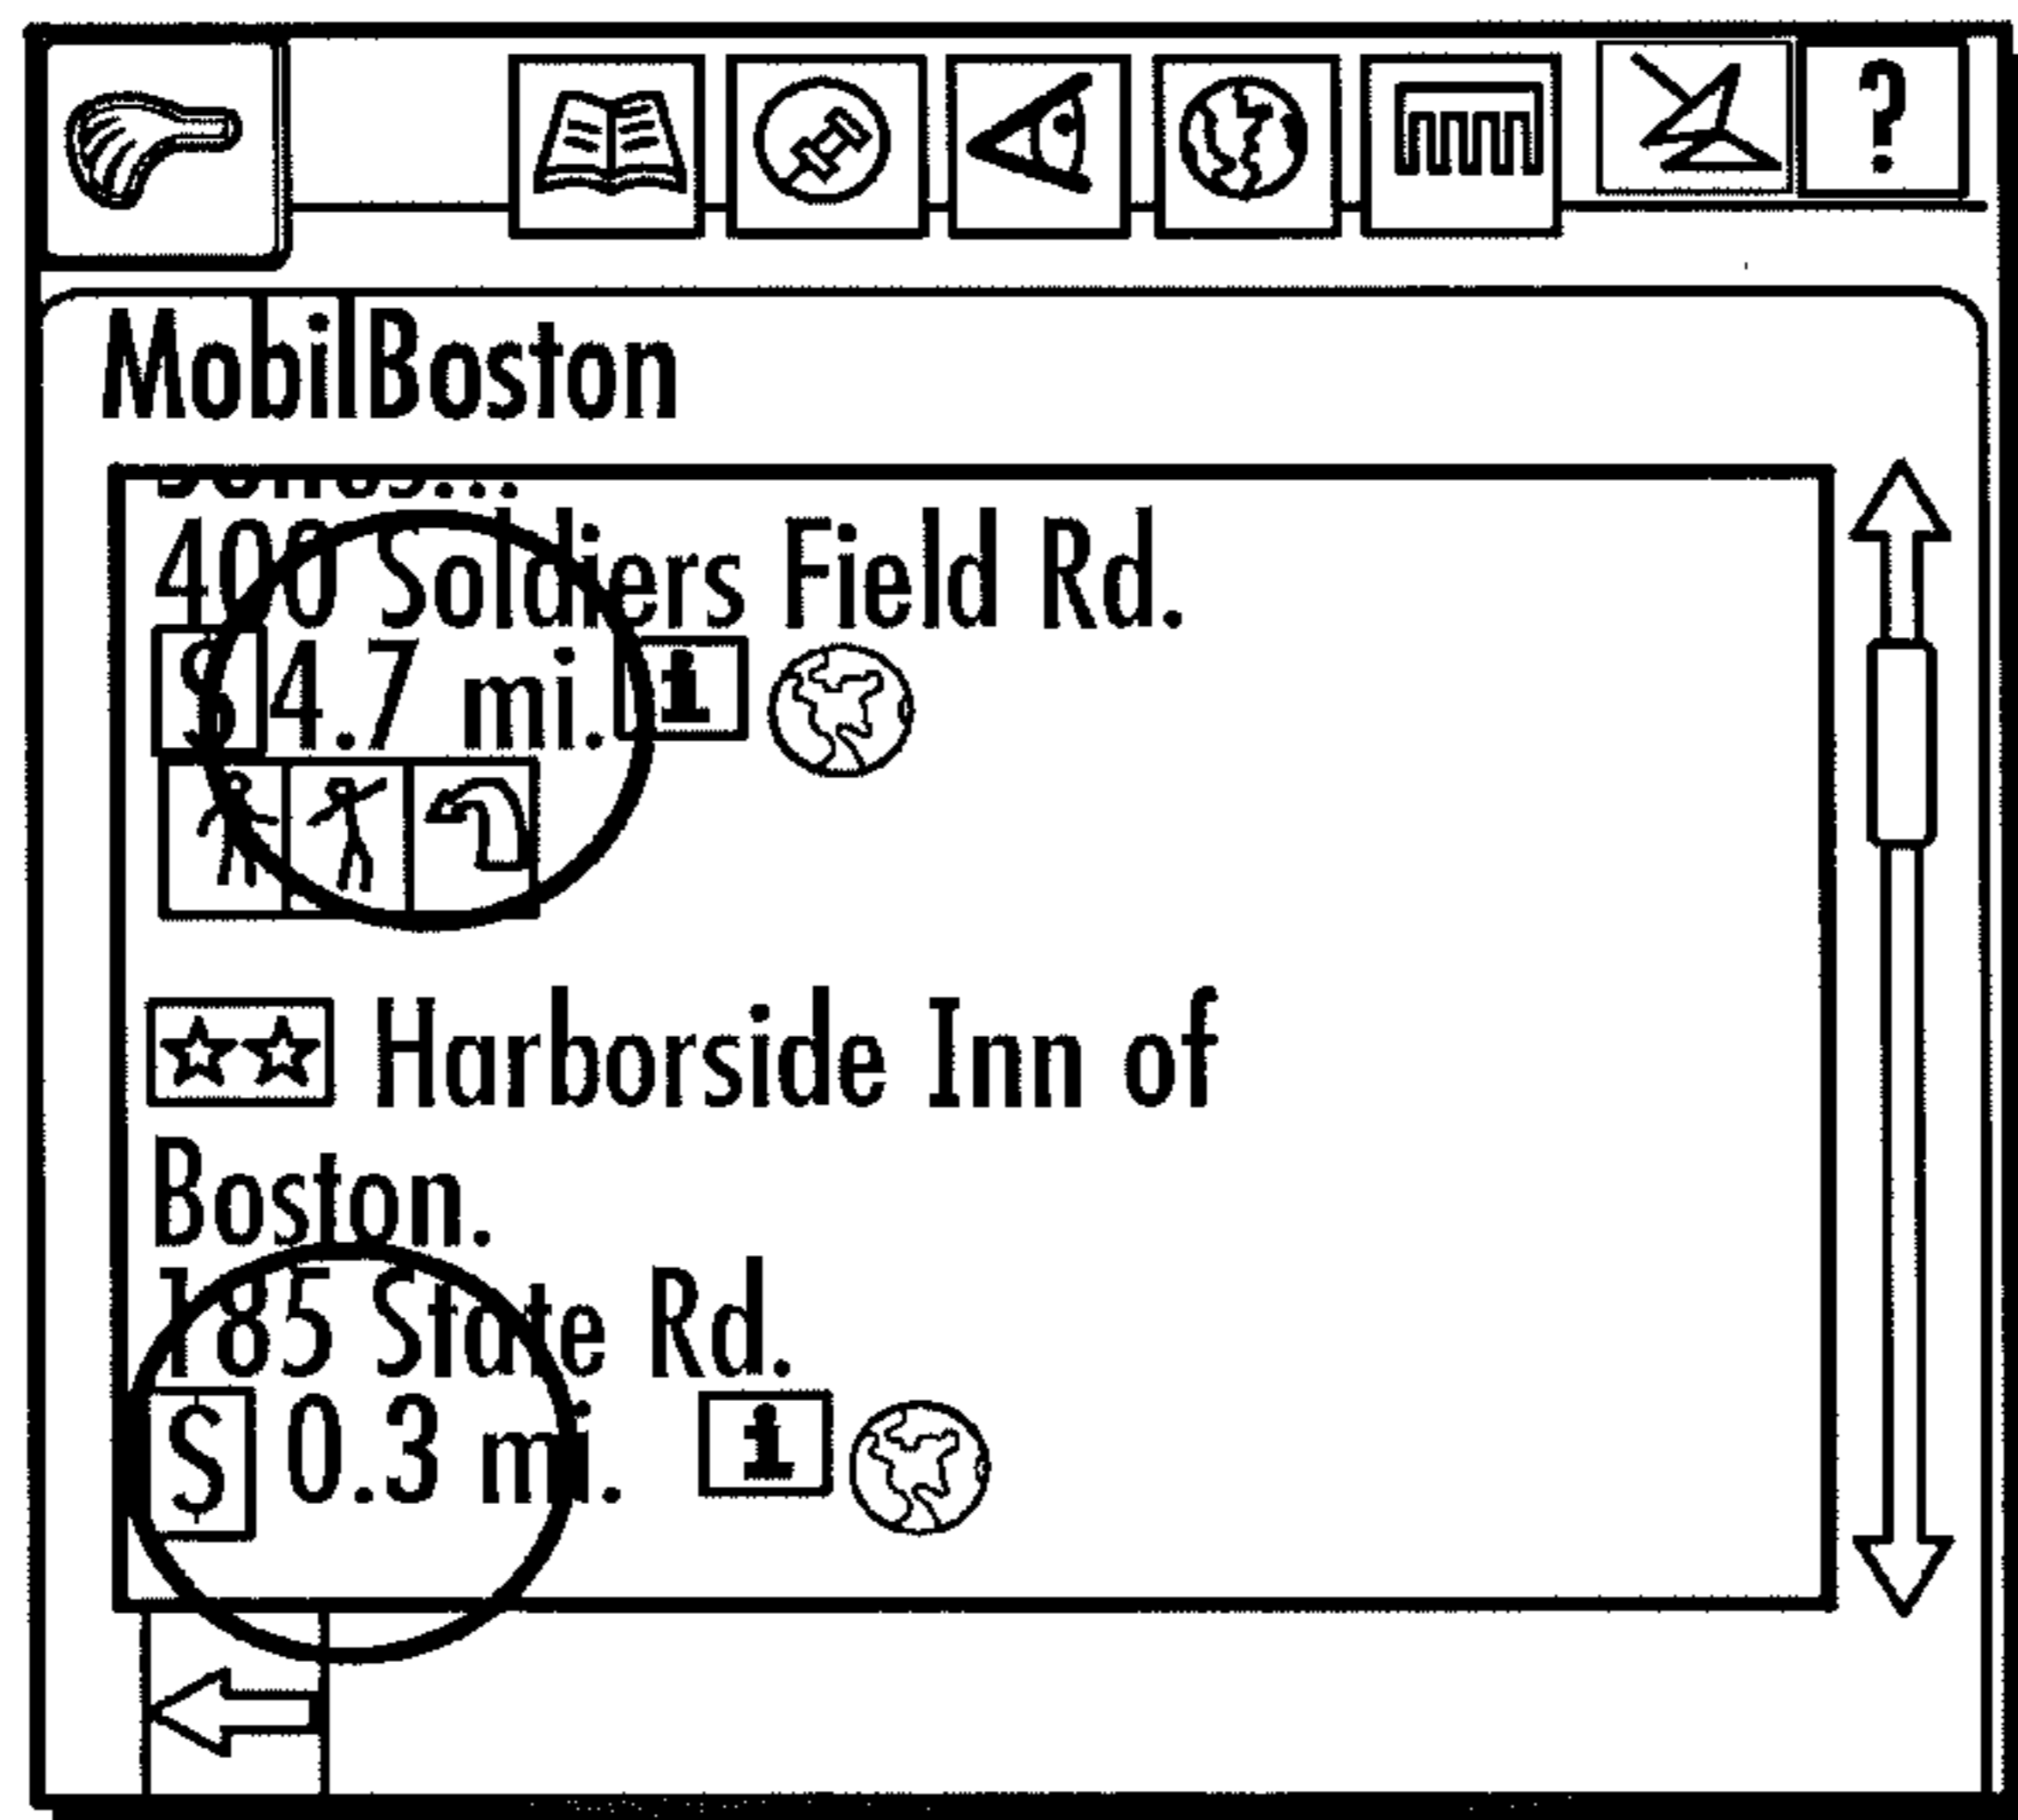 ?
MobilBoston
400 Soldiers Field Rd.
$ 4.7 mi. i
Harborside Inn of
Boston.
185 State Rd.
$ 0.3 mi. i